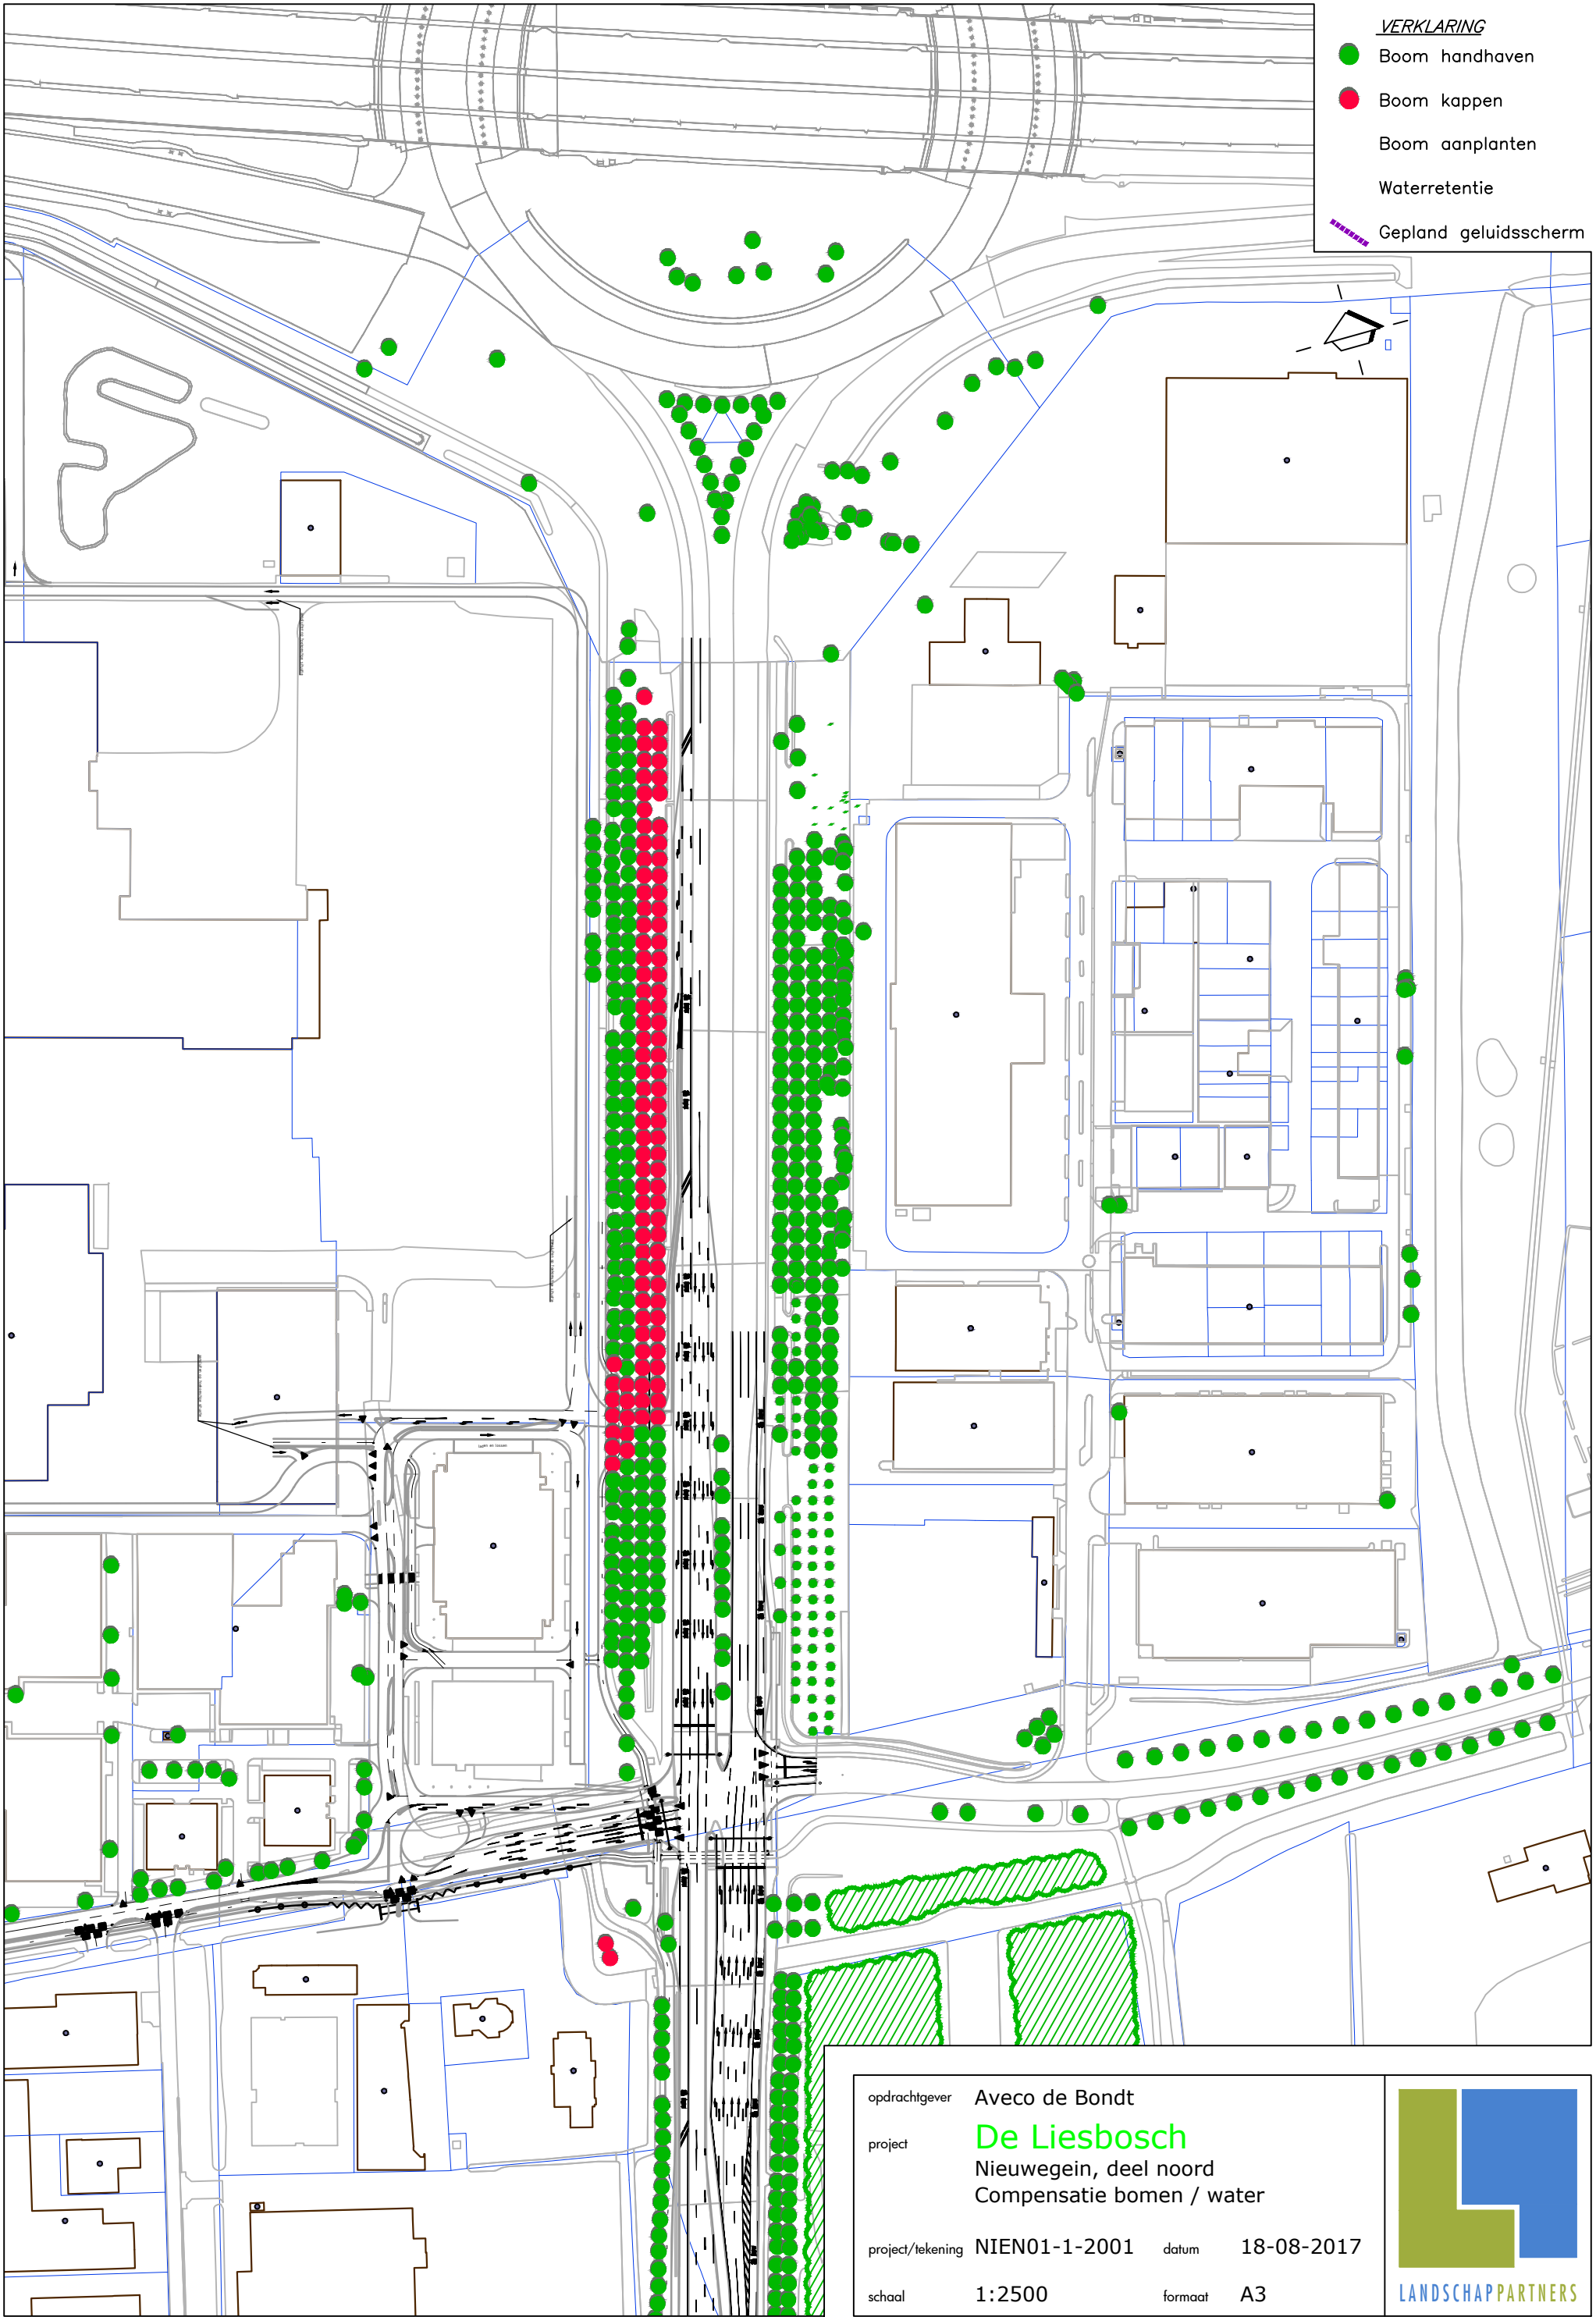 VERKLARING
Boom handhaven
Boom kappen
Boom aanplanten
Waterretentie
Gepland geluidsscherm
opdrachtgever Aveco de Bondt
project De Liesbosch
Nieuwegein, deel noord
Compensatie bomen / water
project/tekening NIEN01-1-2001 datum 18-08-2017
schaal 1:2500 formaat A3
LANDSCHAPPARTNERS